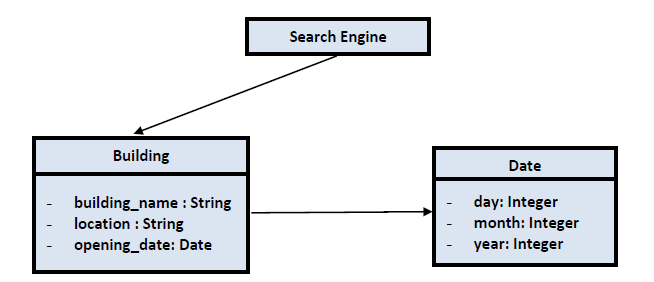 Search Engine
Building
- building_name : String
- location : String
- opening_date: Date
Date
- day: Integer
- month: Integer
- year: Integer